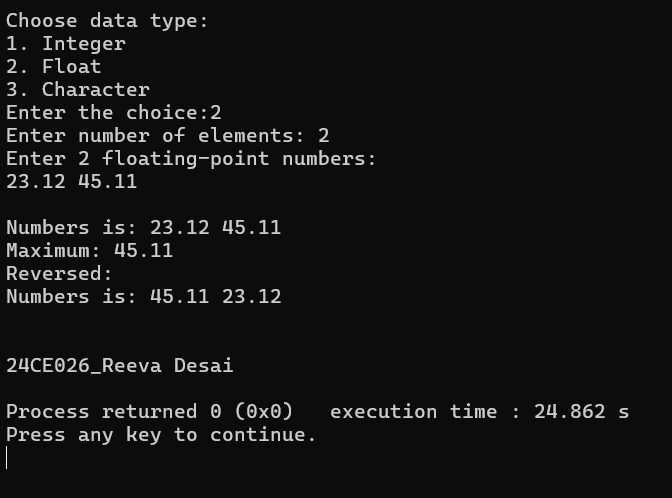 Choose data type:
1. Integer
2. Float
3. Character
Enter the choice:2
Enter number of elements: 2
Enter 2 floating-point numbers:
23.12 45.11
Numbers is: 23.12 45.11
Maximum: 45.11
Reversed:
Numbers is: 45.11 23.12
24CE026_Reeva Desai
Process returned 0 (0x0)   execution time : 24.862 s
Press any key to continue.